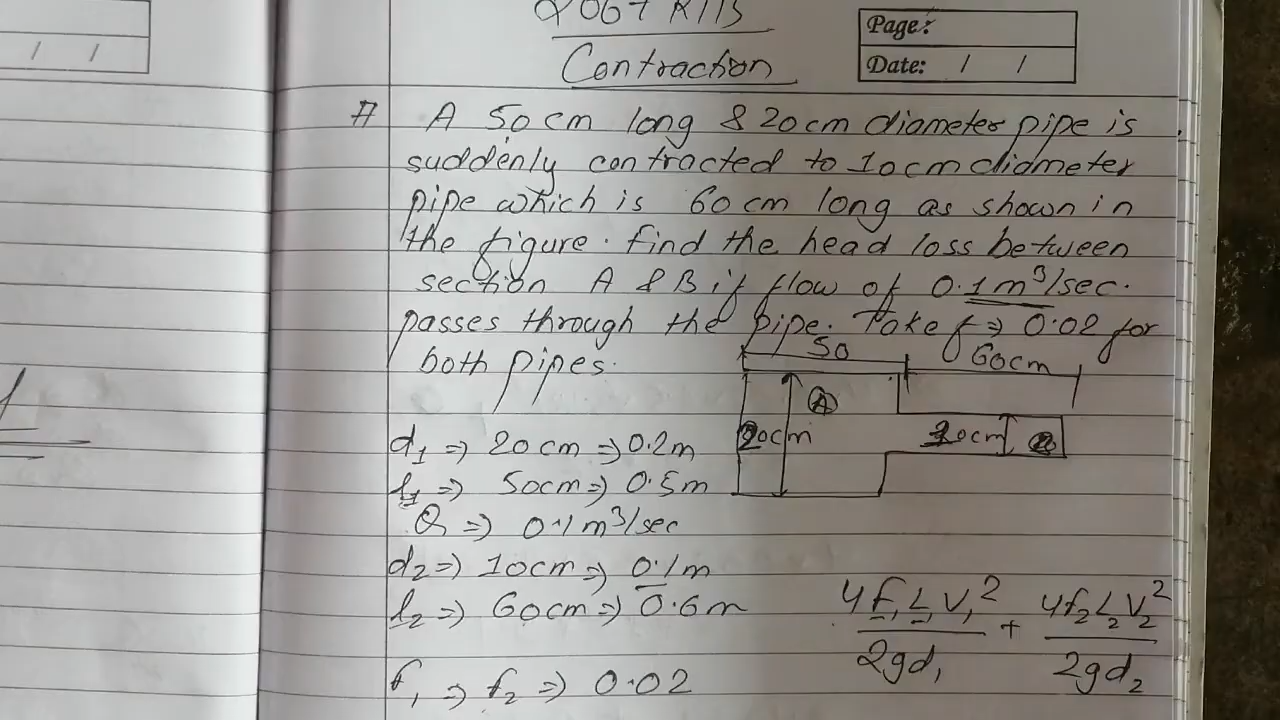 2067
Contraction
Page:
Date: / /
/ /
# A 50cm long & 20cm diameter pipe is
suddenly contracted to 10cm diameter
pipe which is 60cm long as shown in
the figure. find the head loss between
section A & B if flow of 0.1m³/sec.
passes through the pipe. Take f => 0.02 for
both pipes.
50
60cm
A
20cm
10cm
B
d₁ => 20cm => 0.2m
l₁ => 50cm => 0.5m
Q => 0.1m³/sec
d₂ => 10cm => 0.1m
l₂ => 60cm => 0.6m
4f₁L₁V₁²/2gd₁ + 4f₂L₂V₂²/2gd₂
f₁ => f₂ => 0.02